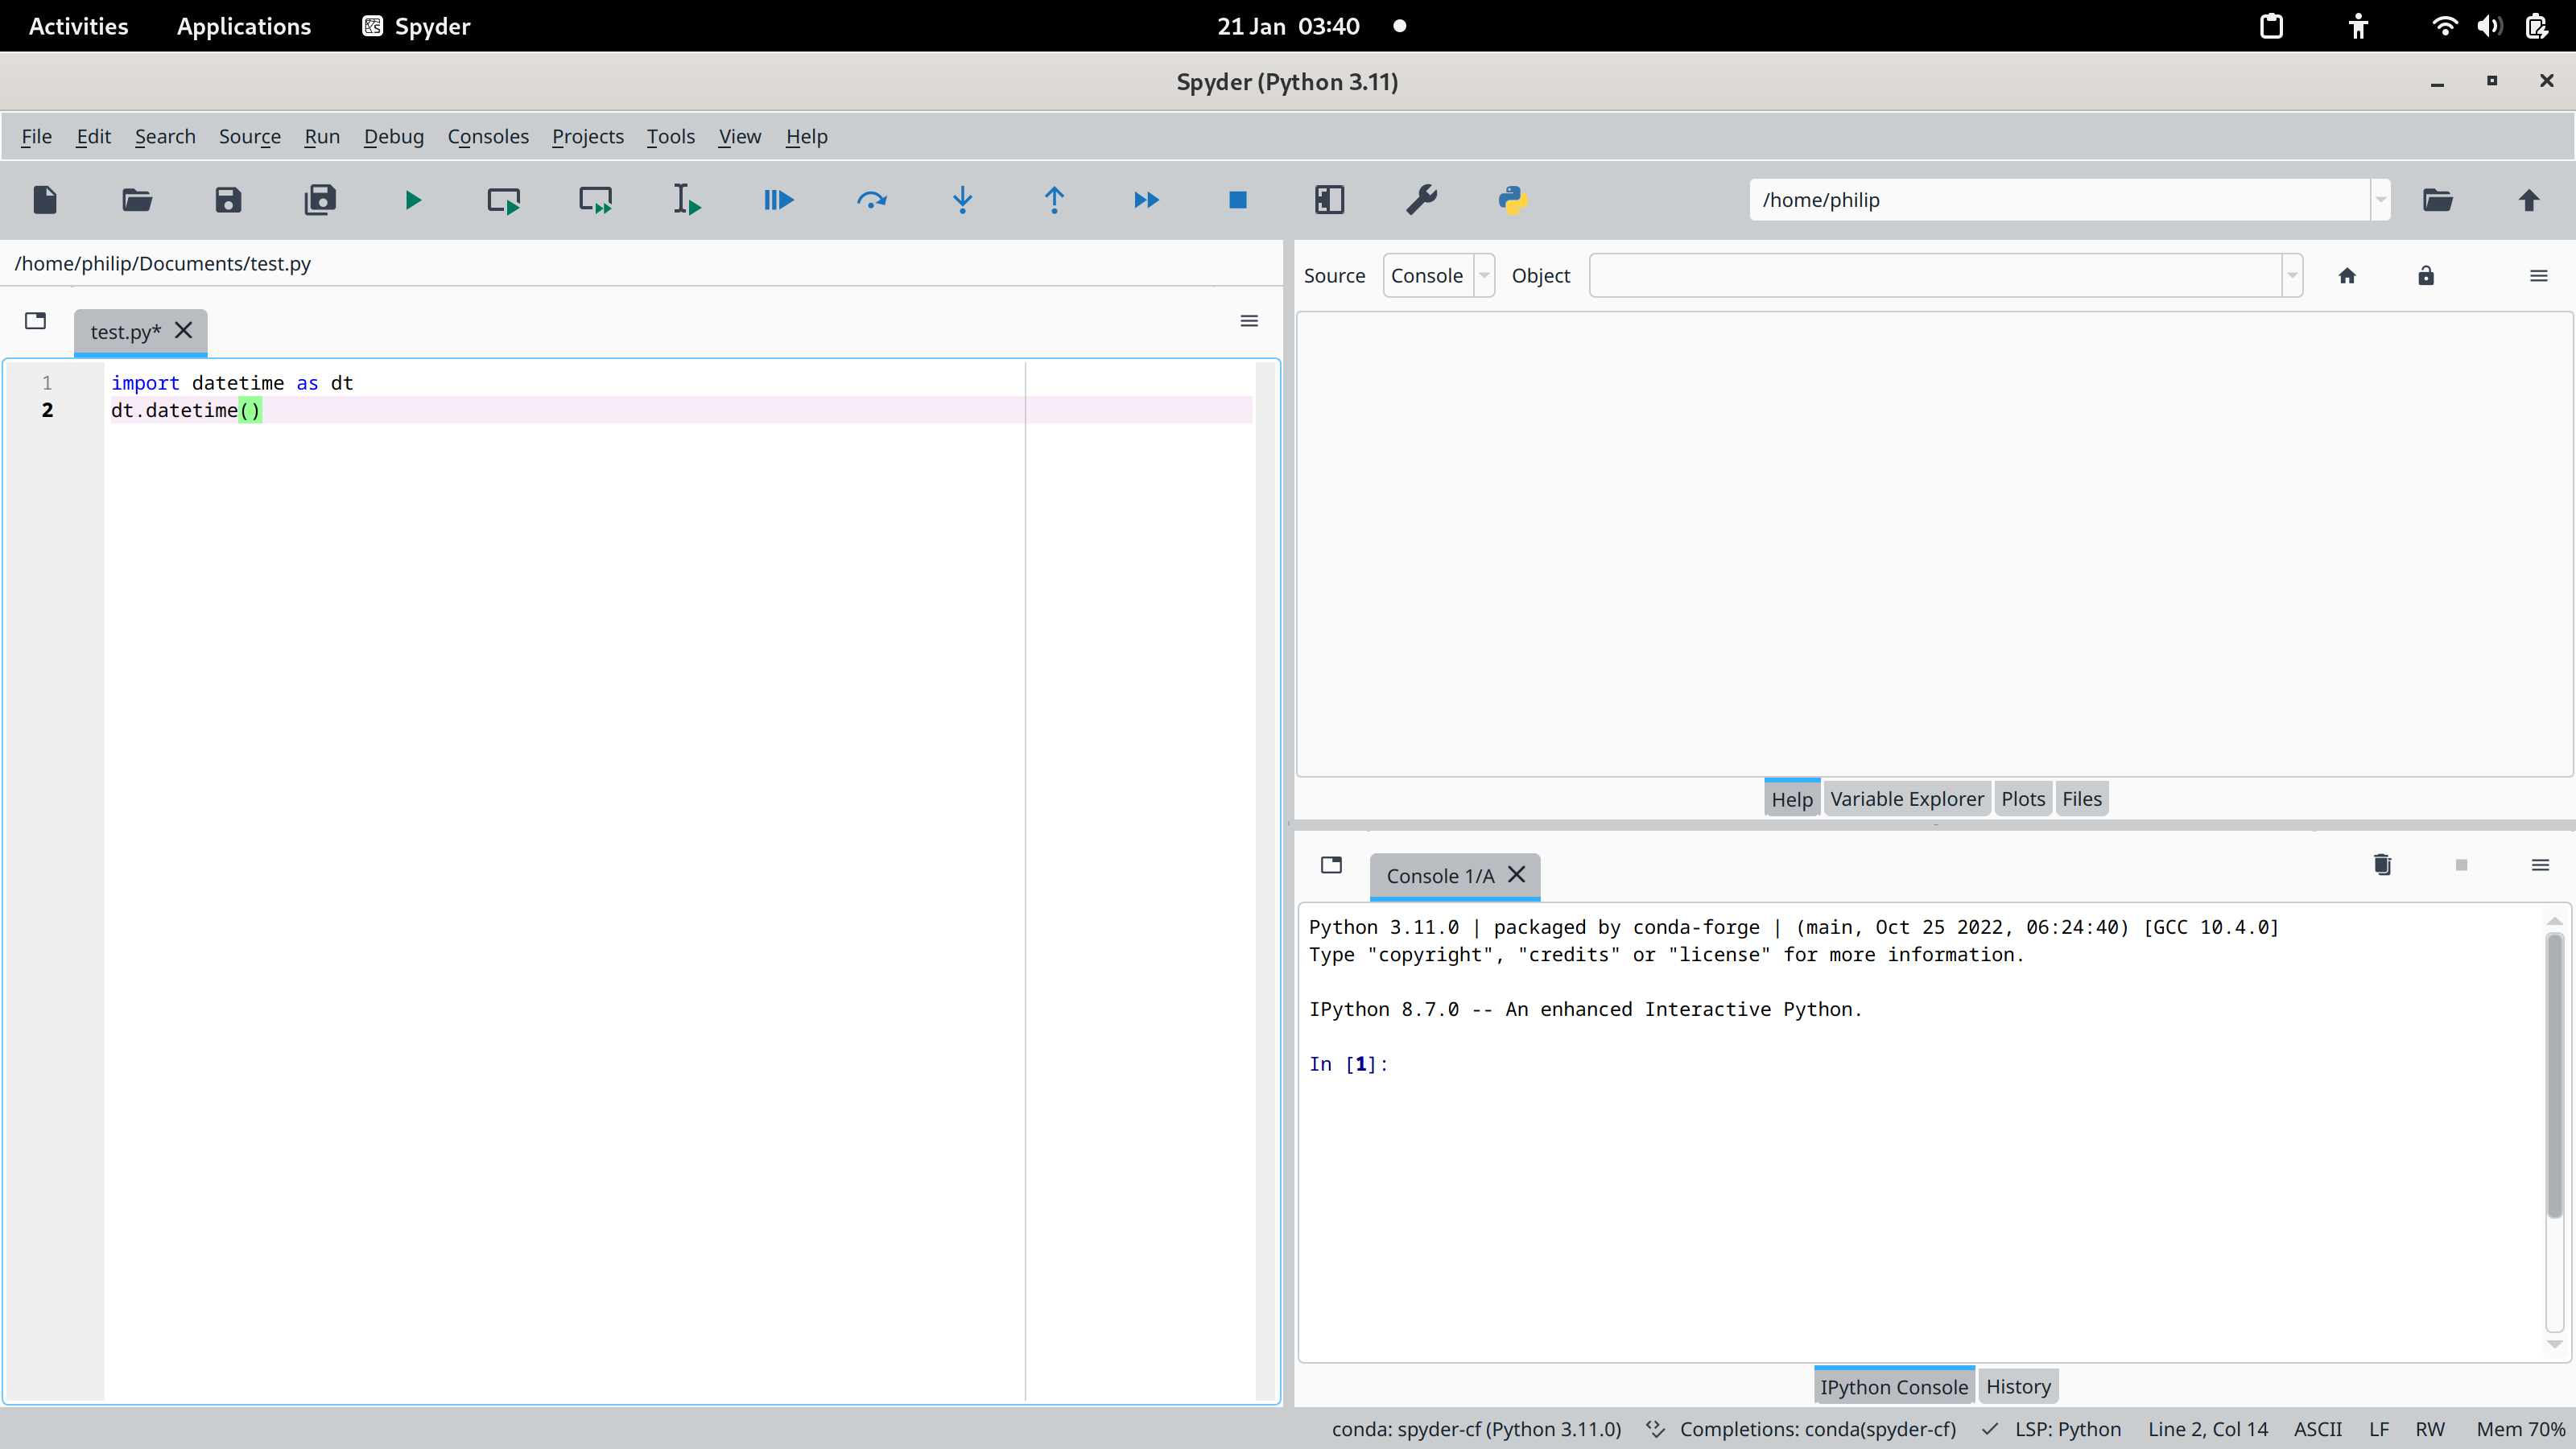 Activities Applications Spyder 21 Jan 03:40
Spyder (Python 3.11)
File Edit Search Source Run Debug Consoles Projects Tools View Help
/home/philip
/home/philip/Documents/test.py
Source Console Object
test.py*
1 import datetime as dt
2 dt.datetime()
Help Variable Explorer Plots Files
Console 1/A
Python 3.11.0 | packaged by conda-forge | (main, Oct 25 2022, 06:24:40) [GCC 10.4.0]
Type "copyright", "credits" or "license" for more information.
IPython 8.7.0 -- An enhanced Interactive Python.
In [1]:
IPython Console History
conda: spyder-cf (Python 3.11.0) Completions: conda(spyder-cf) LSP: Python Line 2, Col 14 ASCII LF RW Mem 70%